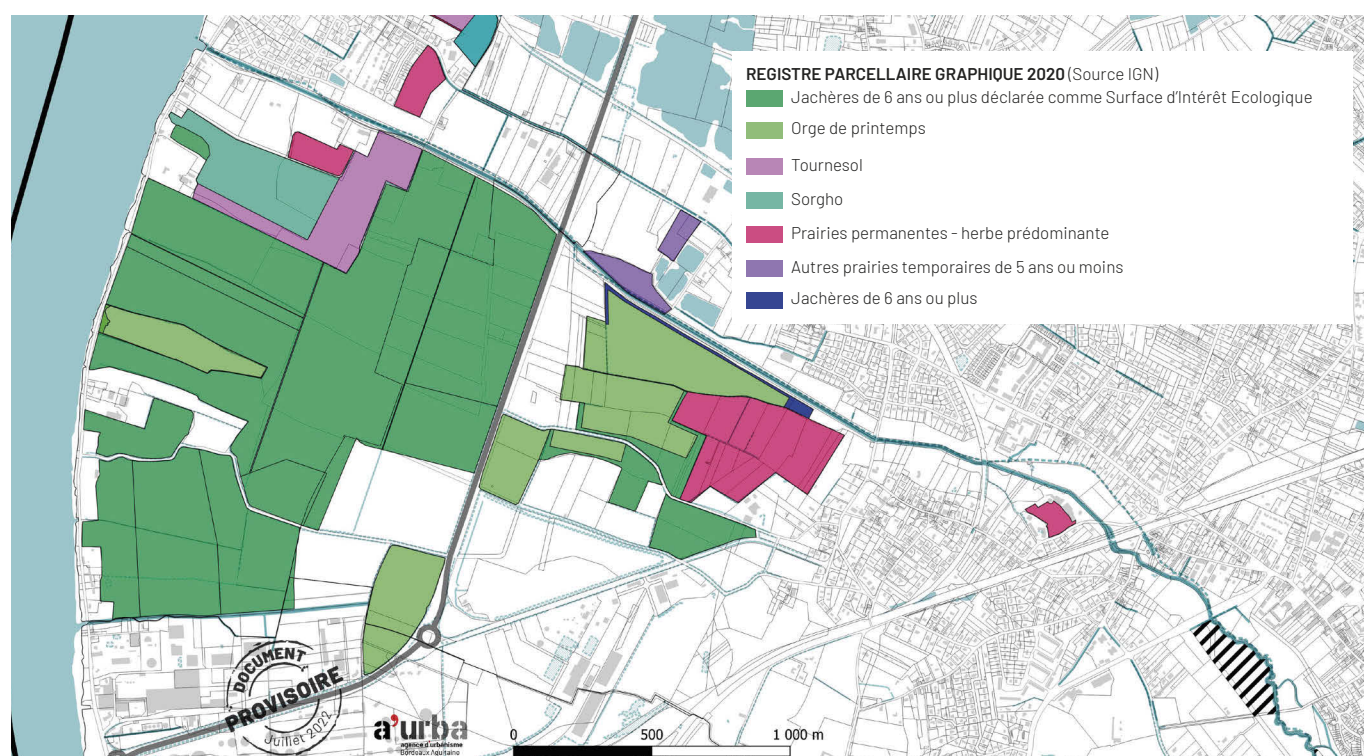 REGISTRE PARCELLAIRE GRAPHIQUE 2020 (Source IGN)
Jachères de 6 ans ou plus déclarée comme Surface d'Intérêt Ecologique
Orge de printemps
Tournesol
Sorgho
Prairies permanentes - herbe prédominante
Autres prairies temporaires de 5 ans ou moins
Jachères de 6 ans ou plus
DOCUMENT
PROVISOIRE
Juillet 2022
a'urba
agence d'urbanisme
Bordeaux Aquitaine
0 500 1 000 m